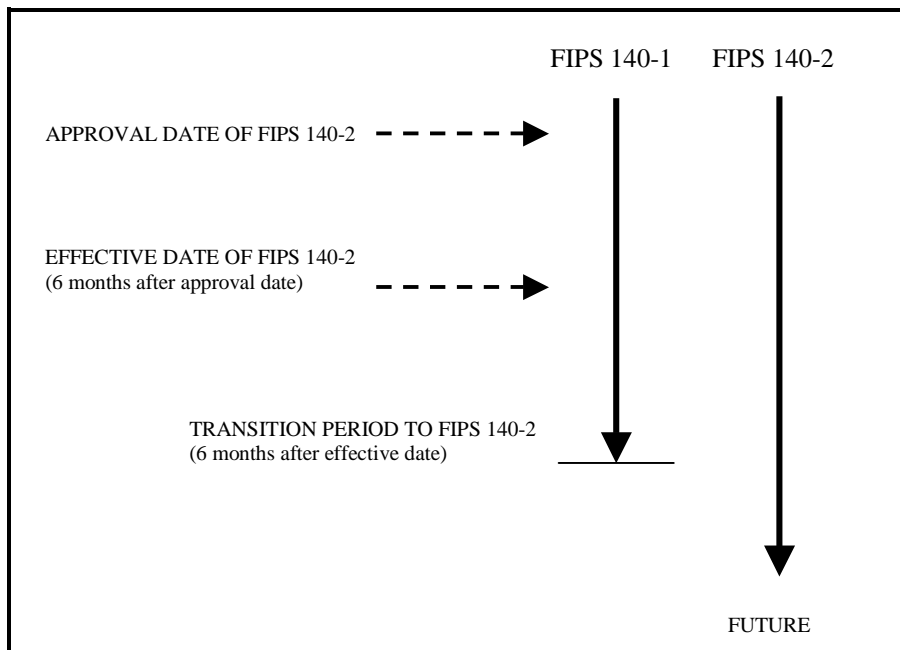 FIPS 140-1 FIPS 140-2
APPROVAL DATE OF FIPS 140-2
EFFECTIVE DATE OF FIPS 140-2
(6 months after approval date)
TRANSITION PERIOD TO FIPS 140-2
(6 months after effective date)
FUTURE